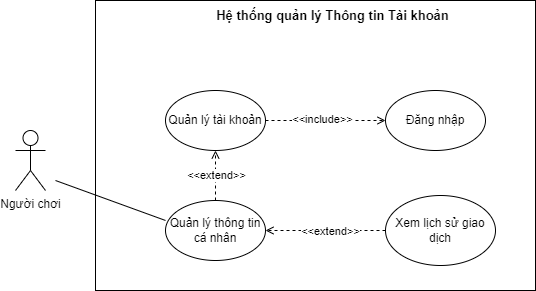 Hệ thống quản lý Thông tin Tài khoản
Quản lý tài khoản
<<include>>
Đăng nhập
<<extend>>
Người chơi
Quản lý thông tin
cá nhân
<<extend>>
Xem lịch sử giao
dịch